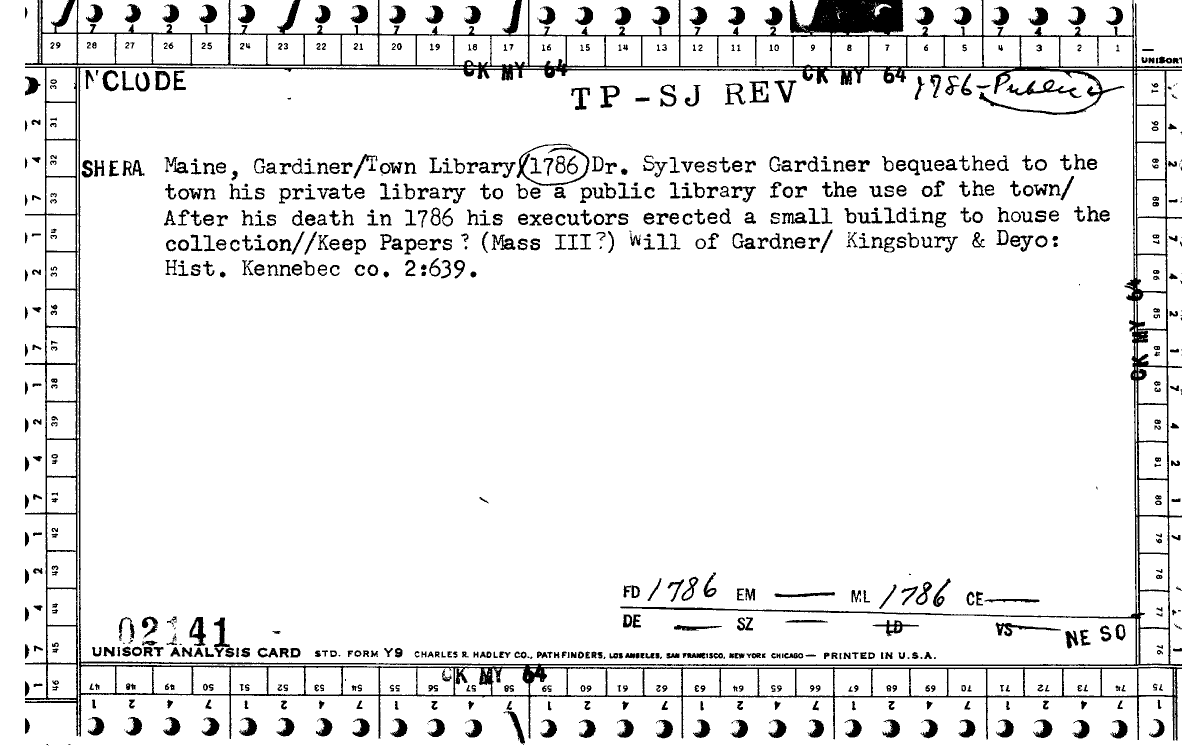 7 4 2 1 7 4 2 1 7 4 2 1 7 4 2 1
29 28 27 26 25 24 23 22 21 20 19 18 17 16 15 14 13 12 11 10 9 8 7 6 5 4 3 2 1
UNISORT
CK MY 64 CK MY 64
N'CLODE
TP-SJ REV
1786-Public
SHERA Maine, Gardiner/Town Library/1786/Dr. Sylvester Gardiner bequeathed to the
town his private library to be a public library for the use of the town/
After his death in 1786 his executors erected a small building to house the
collection//Keep Papers? (Mass III?) Will of Gardner/ Kingsbury & Deyo:
Hist. Kennebec co. 2:639.
30 31 32 33 34 35 36 37 38 39 40 41 42 43 44 45 46
91 90 89 88 87 86 85 84 83 82 81 80 79 78 77 76
CK MY 64
FD 1786 EM — ML 1786 CE —
DE — SZ — LD VS NE SO
02141
UNISORT ANALYSIS CARD STD. FORM Y9 CHARLES R. HADLEY CO., PATHFINDERS, LOS ANGELES, SAN FRANCISCO, NEW YORK CHICAGO — PRINTED IN U.S.A.
CK MY 64
47 48 49 50 51 52 53 54 55 56 57 58 59 60 61 62 63 64 65 66 67 68 69 70 71 72 73 74 75
1 2 4 7 1 2 4 7 1 2 4 7 1 2 4 7 1 2 4 7 1 2 4 7 1 2 4 7 1